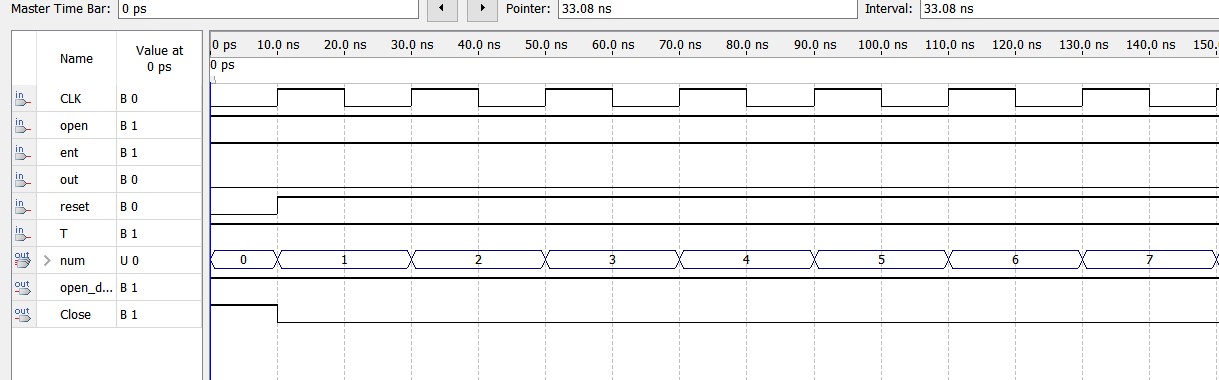 Master Time Bar: 0 ps Pointer: 33.08 ns Interval: 33.08 ns
Name Value at 0 ps 0 ps 10.0 ns 20.0 ns 30.0 ns 40.0 ns 50.0 ns 60.0 ns 70.0 ns 80.0 ns 90.0 ns 100.0 ns 110.0 ns 120.0 ns 130.0 ns 140.0 ns 150.
0 ps
in CLK B 0
in open B 1
in ent B 1
in out B 0
in reset B 0
in T B 1
out > num U 0 0 1 2 3 4 5 6 7
out open_d... B 1
out Close B 1